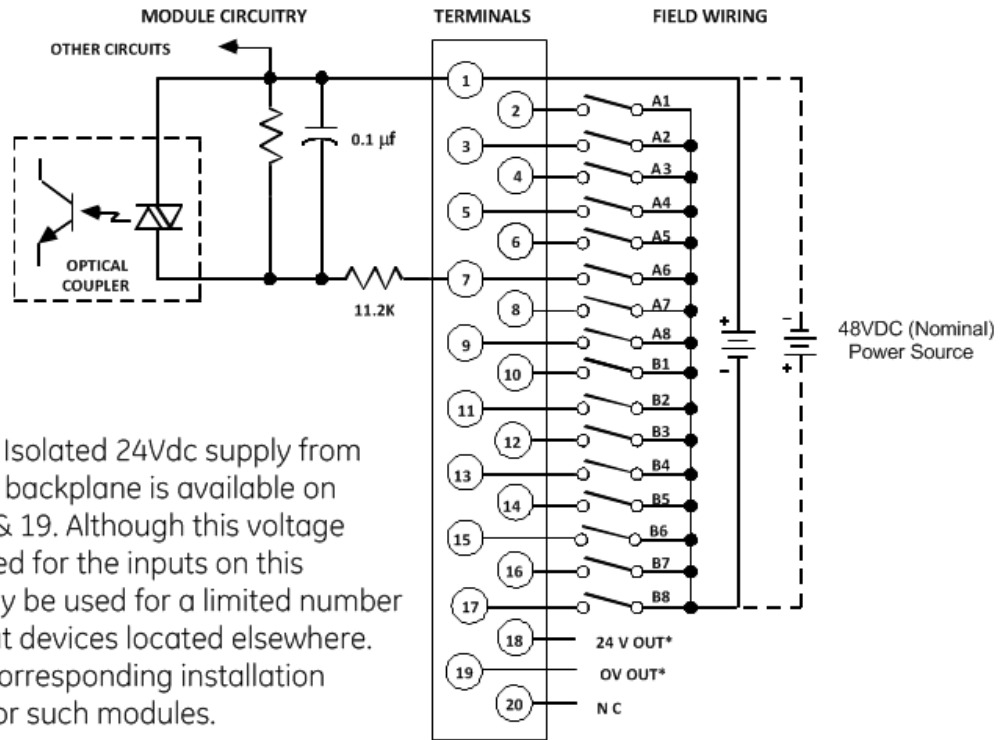 MODULE CIRCUITRY
TERMINALS
FIELD WIRING
OTHER CIRCUITS
0.1 µf
OPTICAL
COUPLER
11.2K
1
2
3
4
5
6
7
8
9
10
11
12
13
14
15
16
17
18
19
20
A1
A2
A3
A4
A5
A6
A7
A8
B1
B2
B3
B4
B5
B6
B7
B8
24 V OUT*
OV OUT*
N C
+
-
-
+
48VDC (Nominal)
Power Source
Isolated 24Vdc supply from
backplane is available on
& 19. Although this voltage
ed for the inputs on this
y be used for a limited number
t devices located elsewhere.
orresponding installation
or such modules.